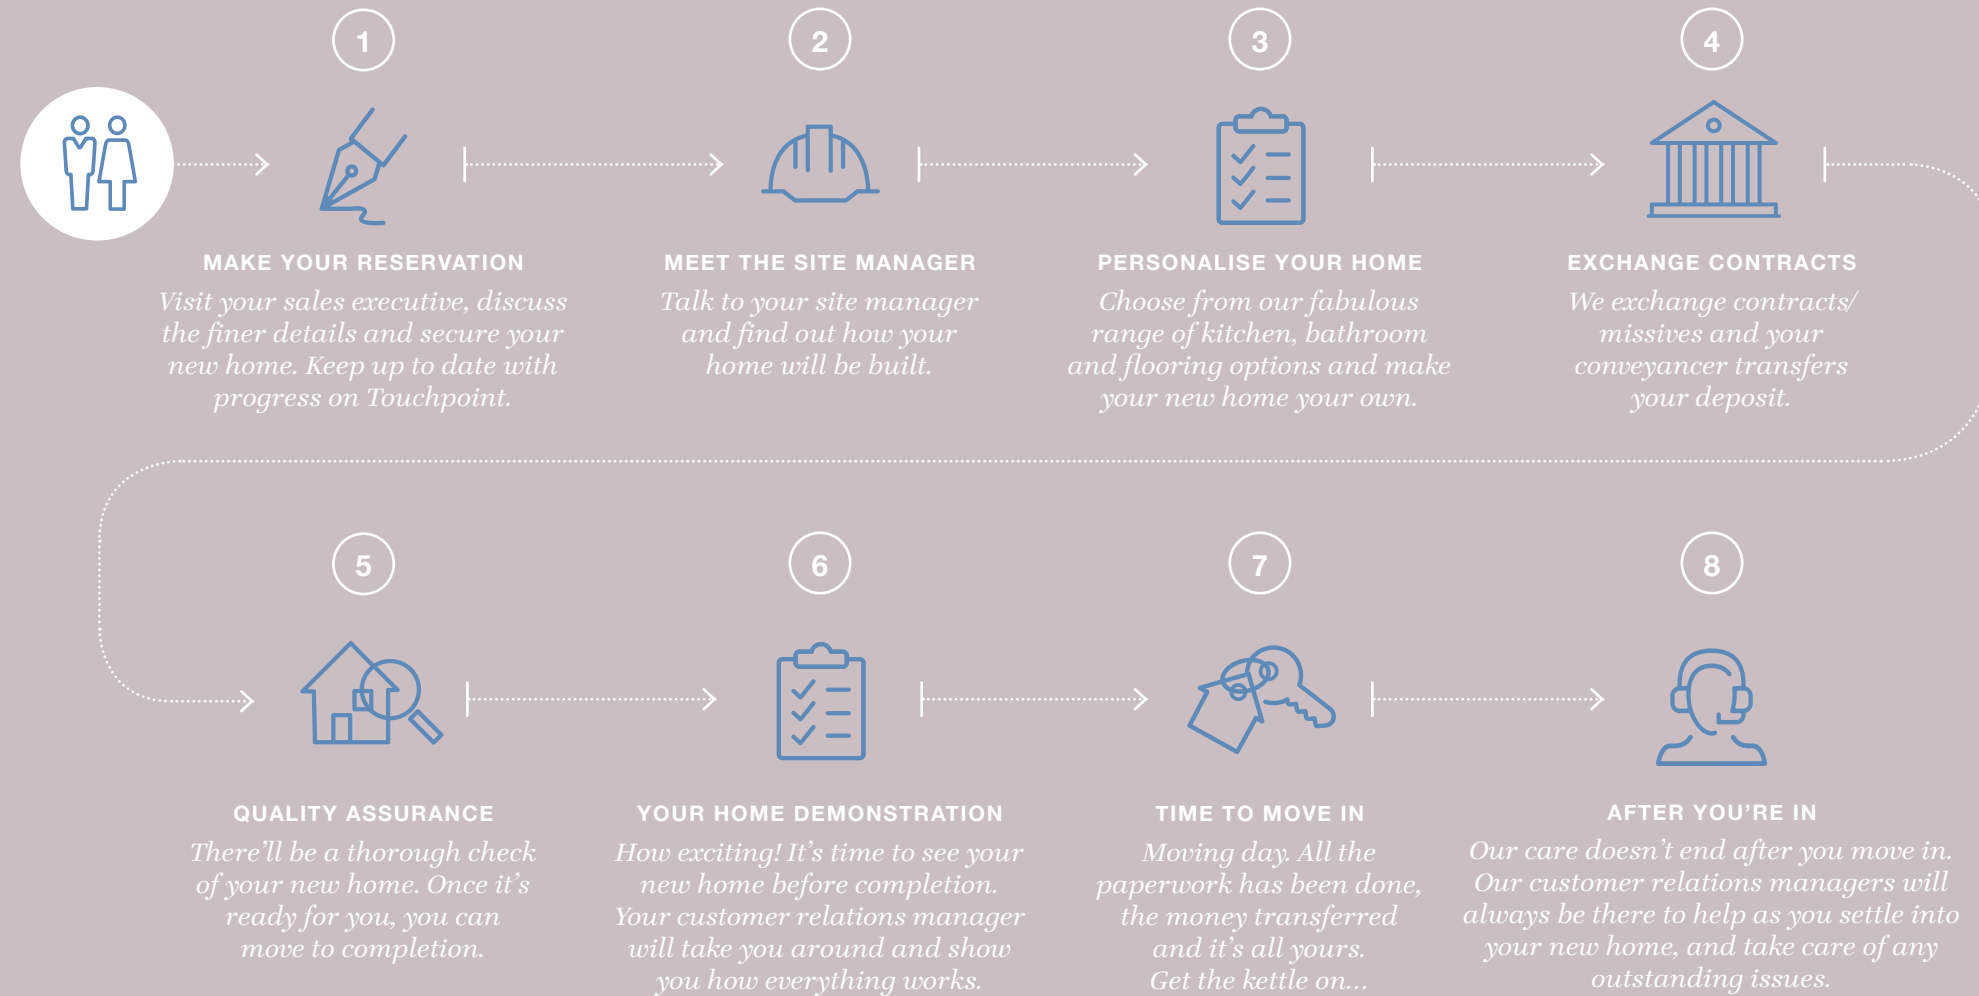 1
MAKE YOUR RESERVATION
Visit your sales executive, discuss
the finer details and secure your
new home. Keep up to date with
progress on Touchpoint.
2
MEET THE SITE MANAGER
Talk to your site manager
and find out how your
home will be built.
3
PERSONALISE YOUR HOME
Choose from our fabulous
range of kitchen, bathroom
and flooring options and make
your new home your own.
4
EXCHANGE CONTRACTS
We exchange contracts/
missives and your
conveyancer transfers
your deposit.
5
QUALITY ASSURANCE
There’ll be a thorough check
of your new home. Once it’s
ready for you, you can
move to completion.
6
YOUR HOME DEMONSTRATION
How exciting! It’s time to see your
new home before completion.
Your customer relations manager
will take you around and show
you how everything works.
7
TIME TO MOVE IN
Moving day. All the
paperwork has been done,
the money transferred
and it’s all yours.
Get the kettle on...
8
AFTER YOU’RE IN
Our care doesn’t end after you move in.
Our customer relations managers will
always be there to help as you settle into
your new home, and take care of any
outstanding issues.